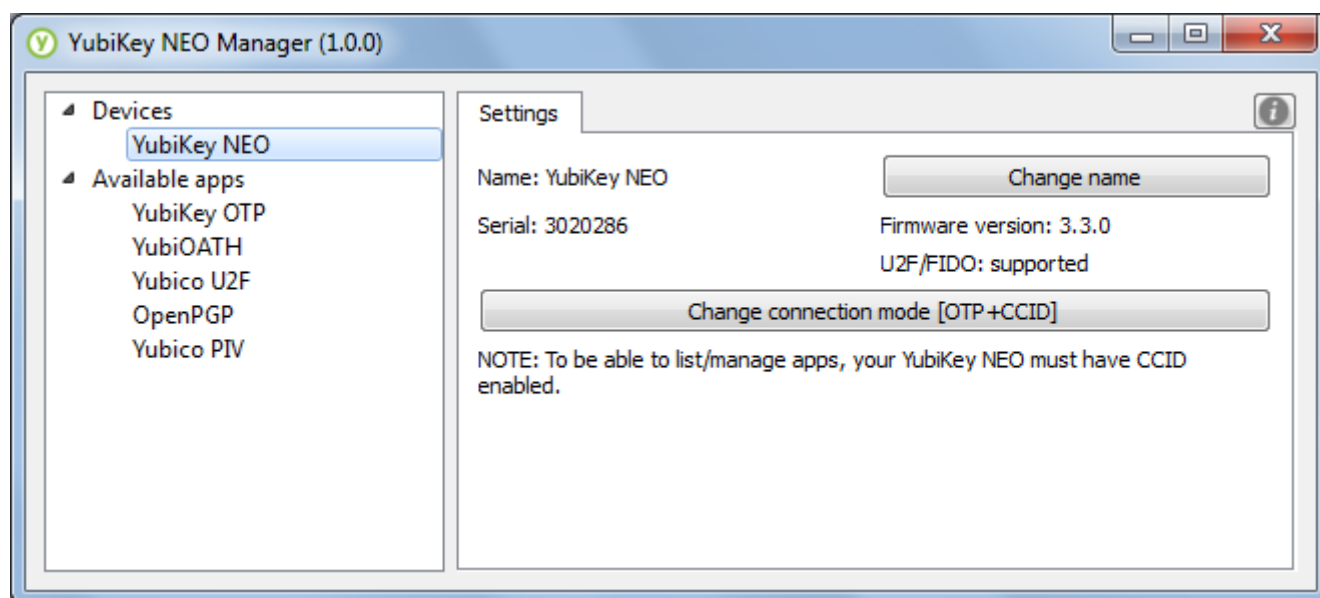 YubiKey NEO Manager (1.0.0)
Devices
YubiKey NEO
Available apps
YubiKey OTP
YubiOATH
Yubico U2F
OpenPGP
Yubico PIV
Settings
Name: YubiKey NEO
Change name
Serial: 3020286
Firmware version: 3.3.0
U2F/FIDO: supported
Change connection mode [OTP+CCID]
NOTE: To be able to list/manage apps, your YubiKey NEO must have CCID
enabled.